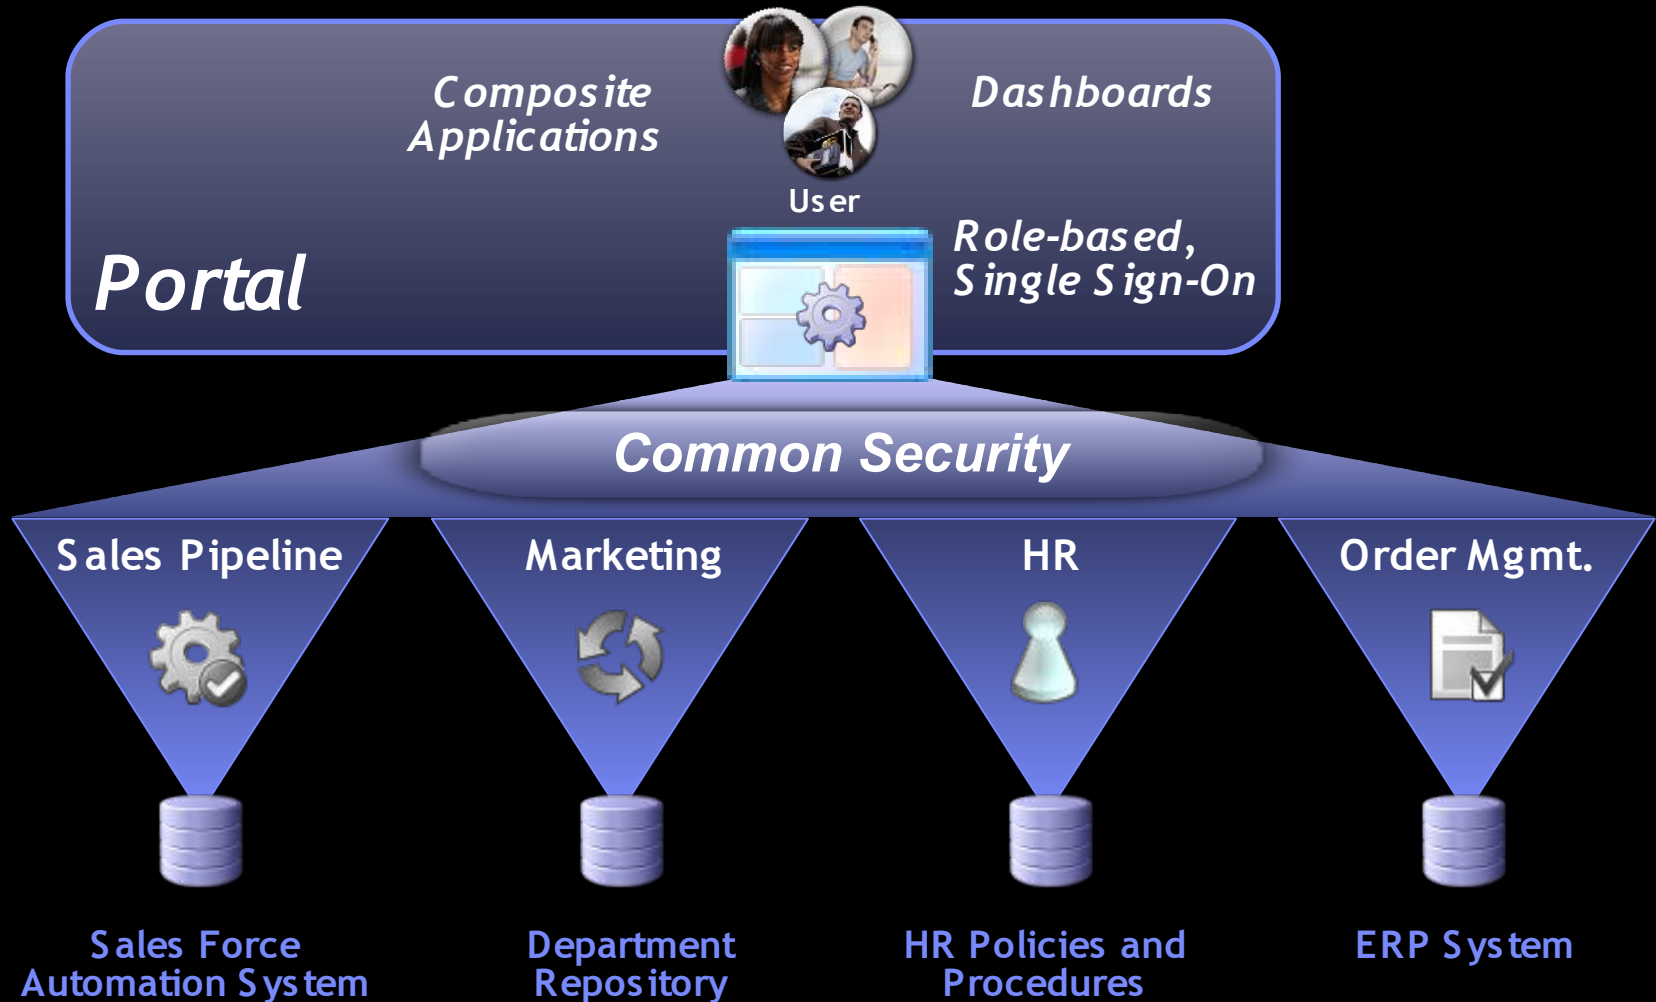 Composite
Applications
Dashboards
User
Role-based,
Single Sign-On
Portal
Common Security
Sales Pipeline
Marketing
HR
Order Mgmt.
Sales Force
Automation System
Department
Repository
HR Policies and
Procedures
ERP System